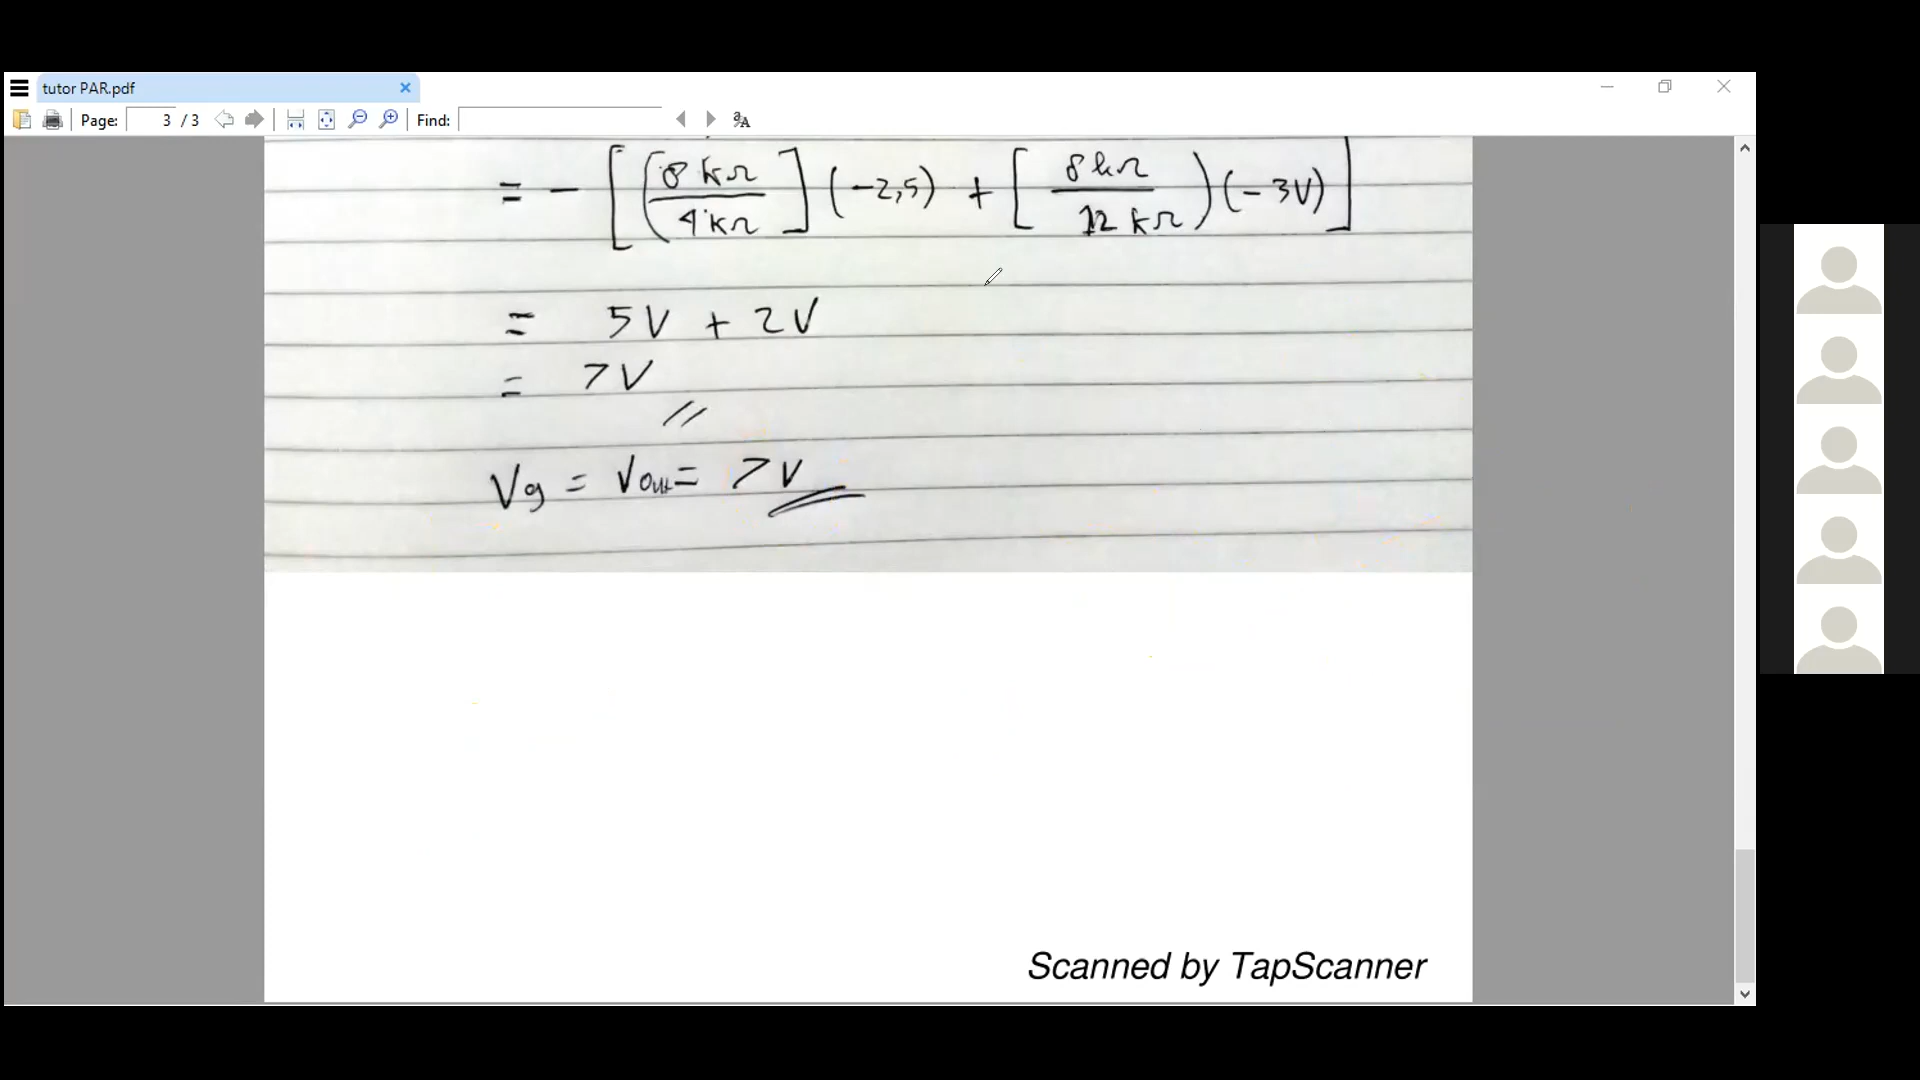 tutor PAR.pdf
Page: 3 / 3 Find:
= - [(8 kΩ / 4 kΩ] (-2,5) + [8 kΩ / 12 kΩ) (-3V)]
= 5V + 2V
= 7V
//
Vg = Vout = 7V
Scanned by TapScanner